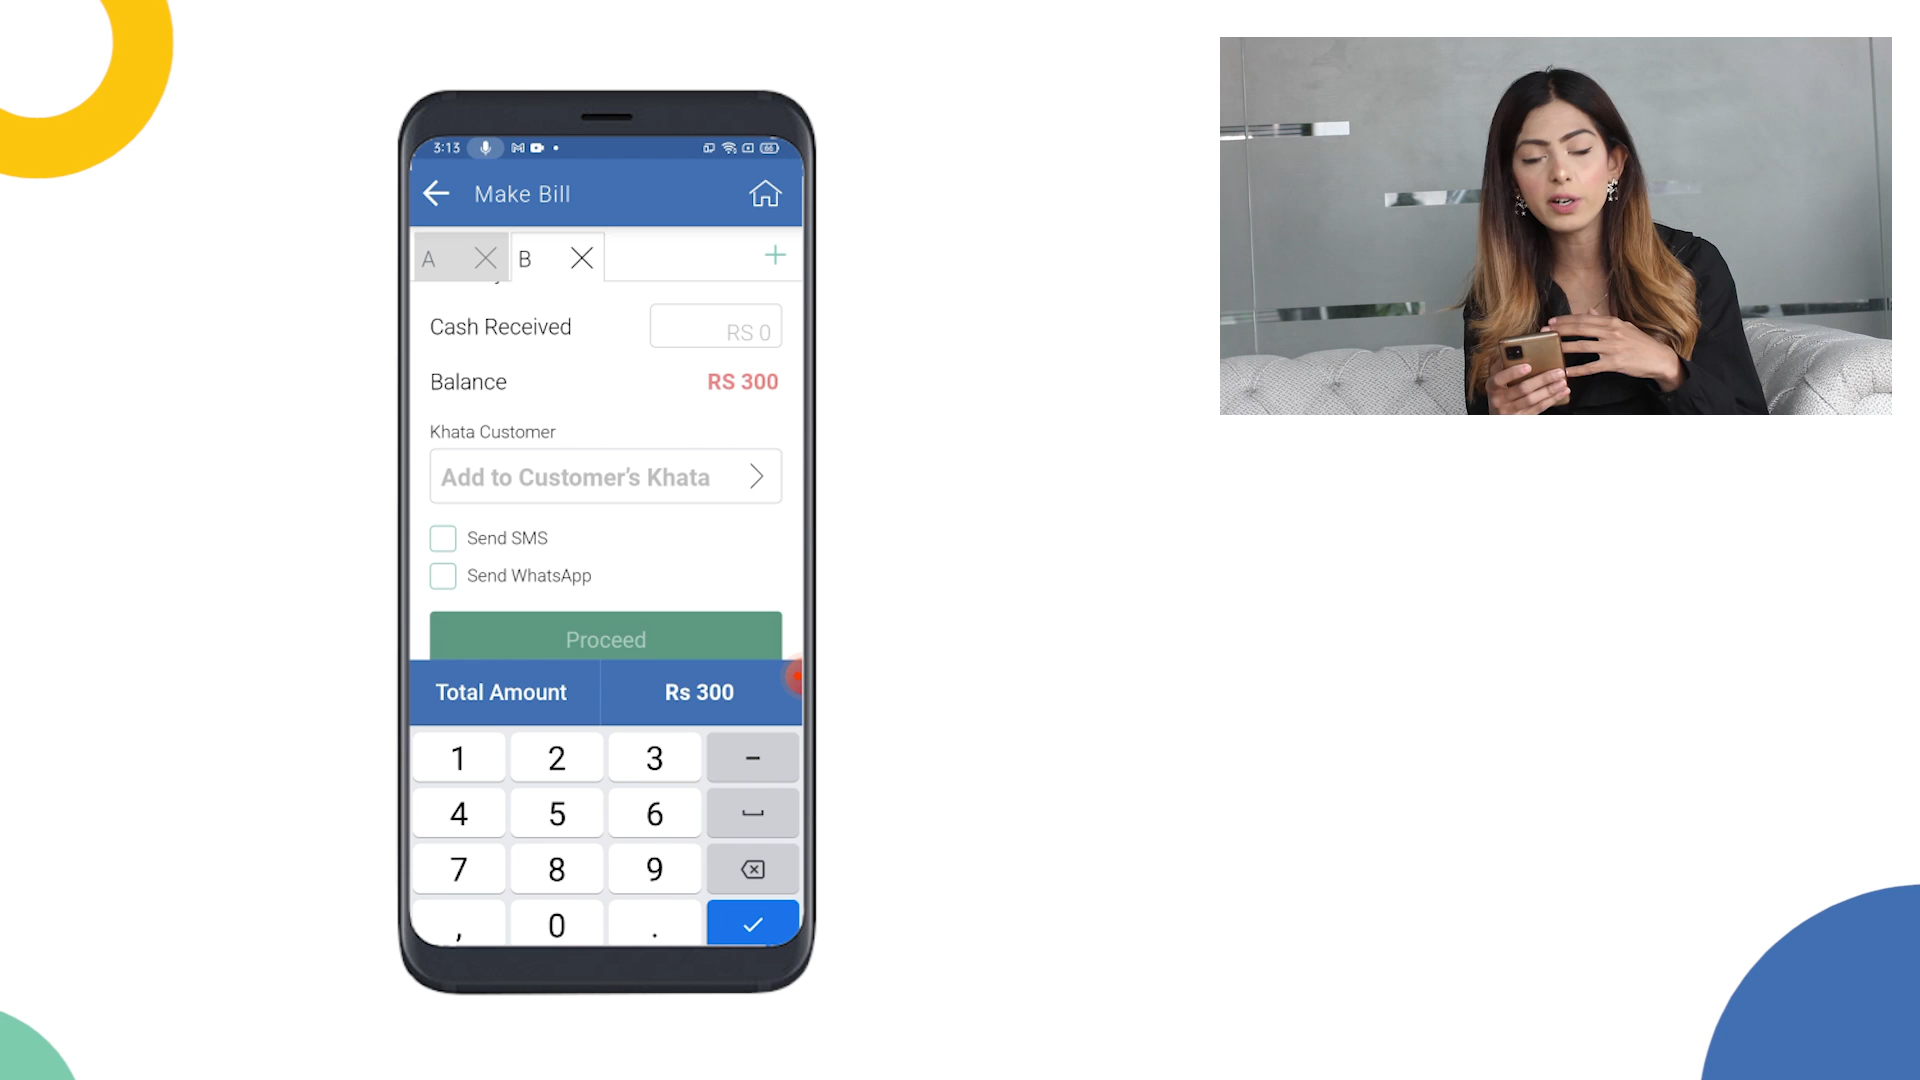 3:13
66
Make Bill
A
B
Cash Received
RS 0
Balance
RS 300
Khata Customer
Add to Customer's Khata
Send SMS
Send WhatsApp
Proceed
Total Amount
Rs 300
1 2 3 -
4 5 6
7 8 9
, 0 .